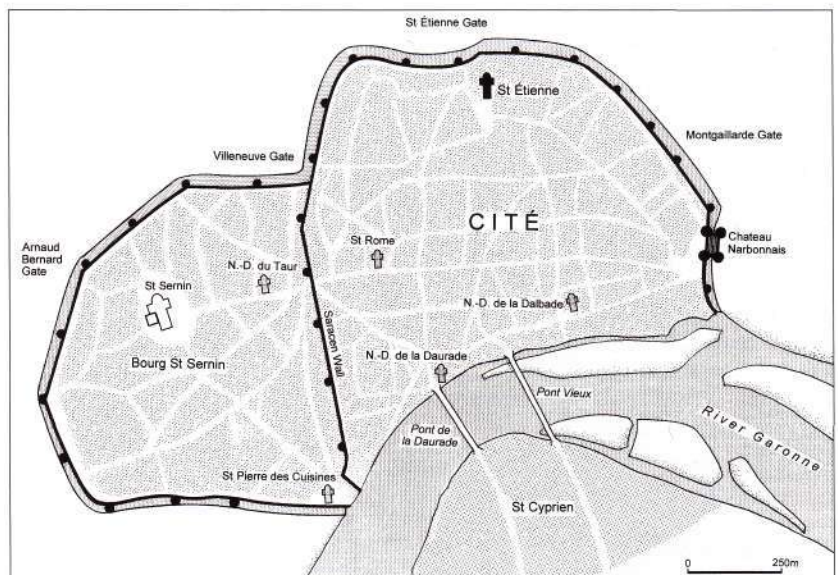 St Étienne Gate
St Étienne
Montgaillarde Gate
Villeneuve Gate
CITÉ
Arnaud
Bernard
Gate
St Rome
Chateau
Narbonnais
N.-D. du Taur
St Sernin
N.-D. de la Dalbade
Saracen Wall
Bourg St Sernin
N.-D. de la Daurade
Pont Vieux
River Garonne
Pont de
la Daurade
St Pierre des Cuisines
St Cyprien
0 250m